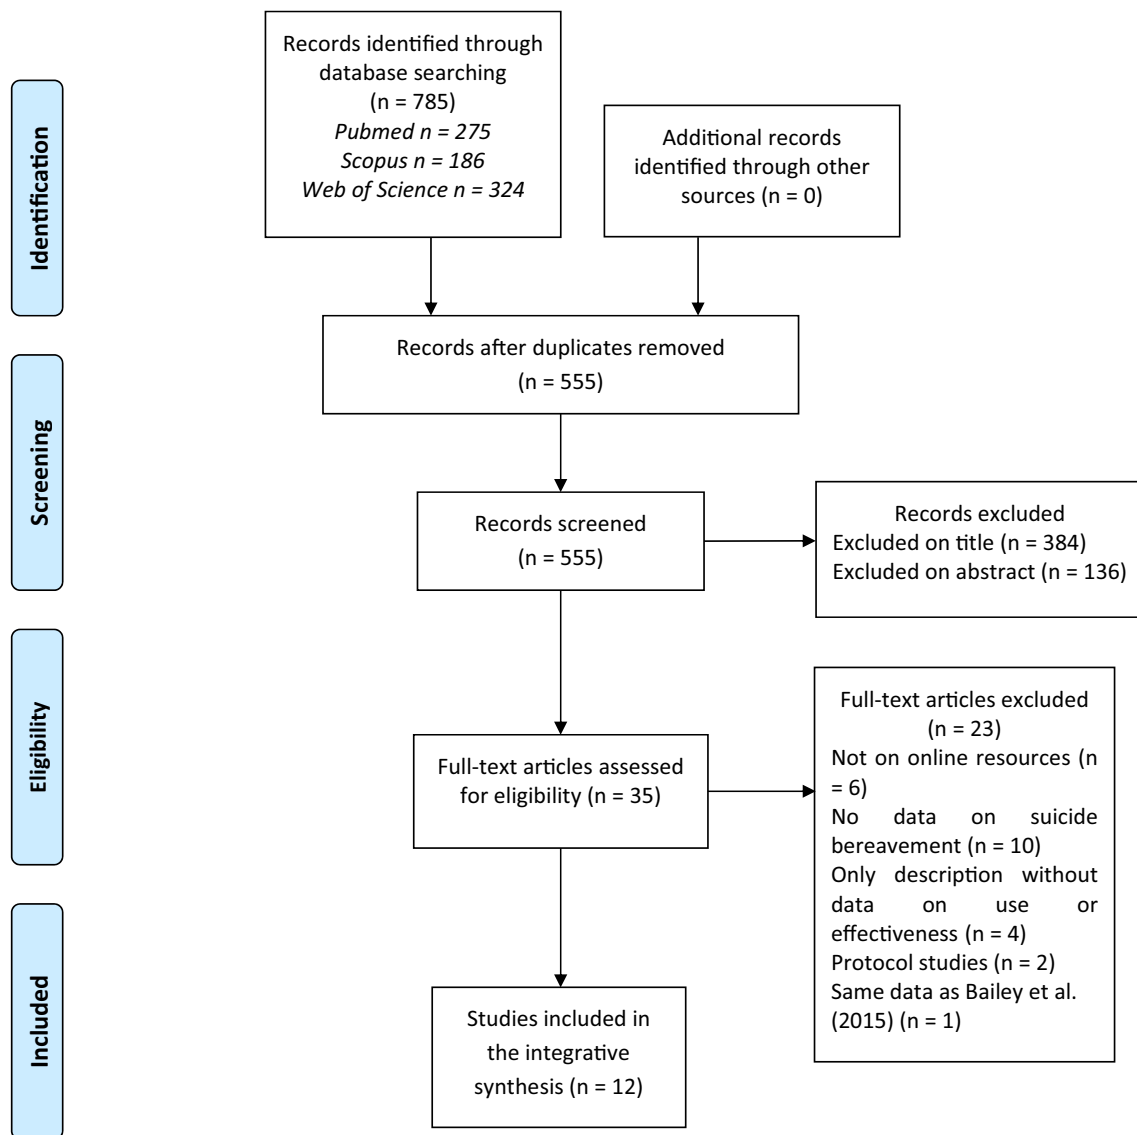 Records identified through
database searching
(n = 785)
Pubmed n = 275
Scopus n = 186
Web of Science n = 324
Additional records
identified through other
sources (n = 0)
Identification
Records after duplicates removed
(n = 555)
Screening
Records screened
(n = 555)
Records excluded
Excluded on title (n = 384)
Excluded on abstract (n = 136)
Eligibility
Full-text articles assessed
for eligibility (n = 35)
Full-text articles excluded
(n = 23)
Not on online resources (n
= 6)
No data on suicide
bereavement (n = 10)
Only description without
data on use or
effectiveness (n = 4)
Protocol studies (n = 2)
Same data as Bailey et al.
(2015) (n = 1)
Included
Studies included in
the integrative
synthesis (n = 12)